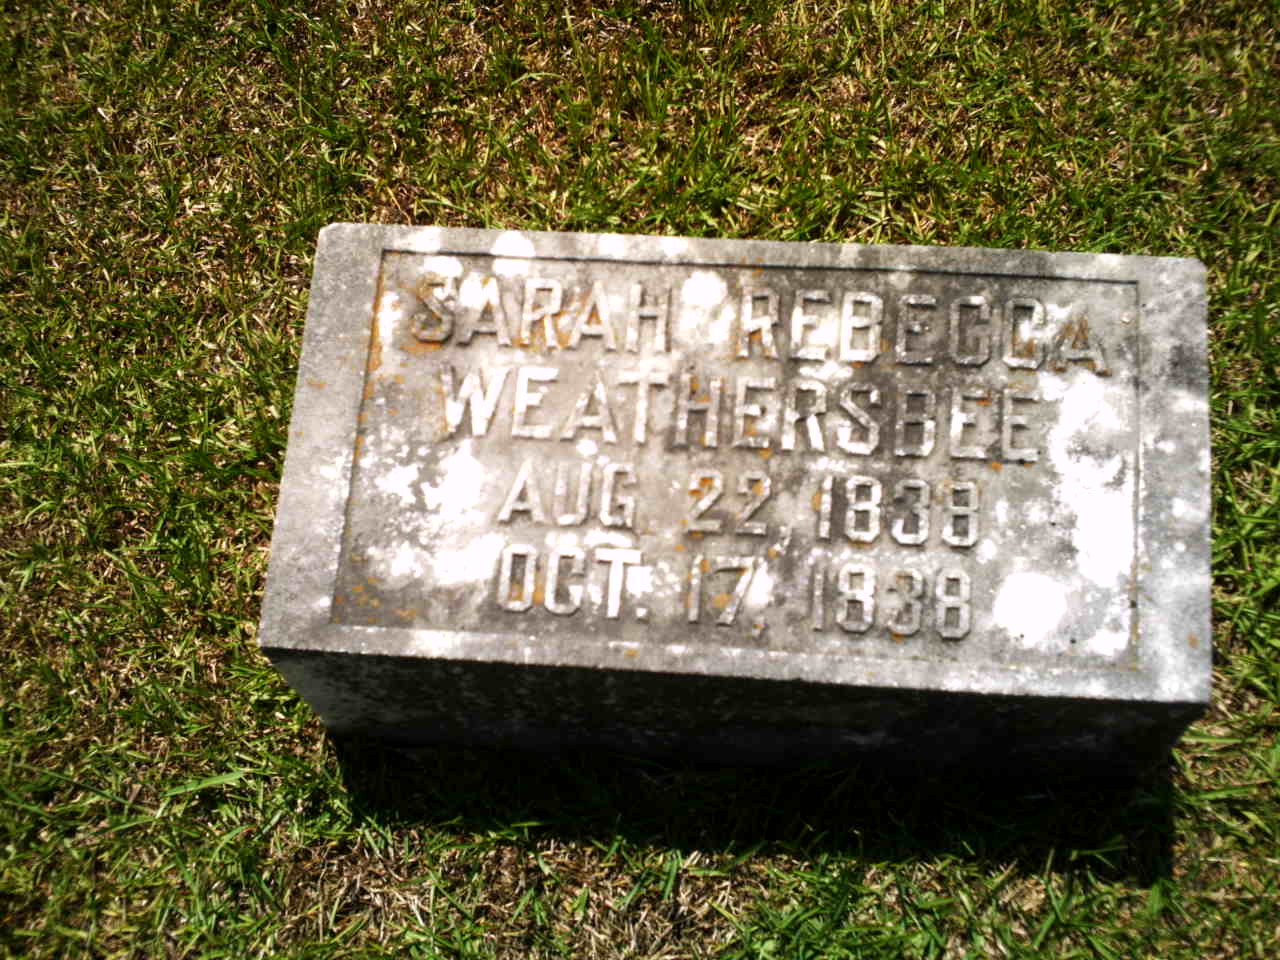 SARAH REBECCA
WEATHERSBEE
AUG. 22, 1838
OCT. 17, 1838